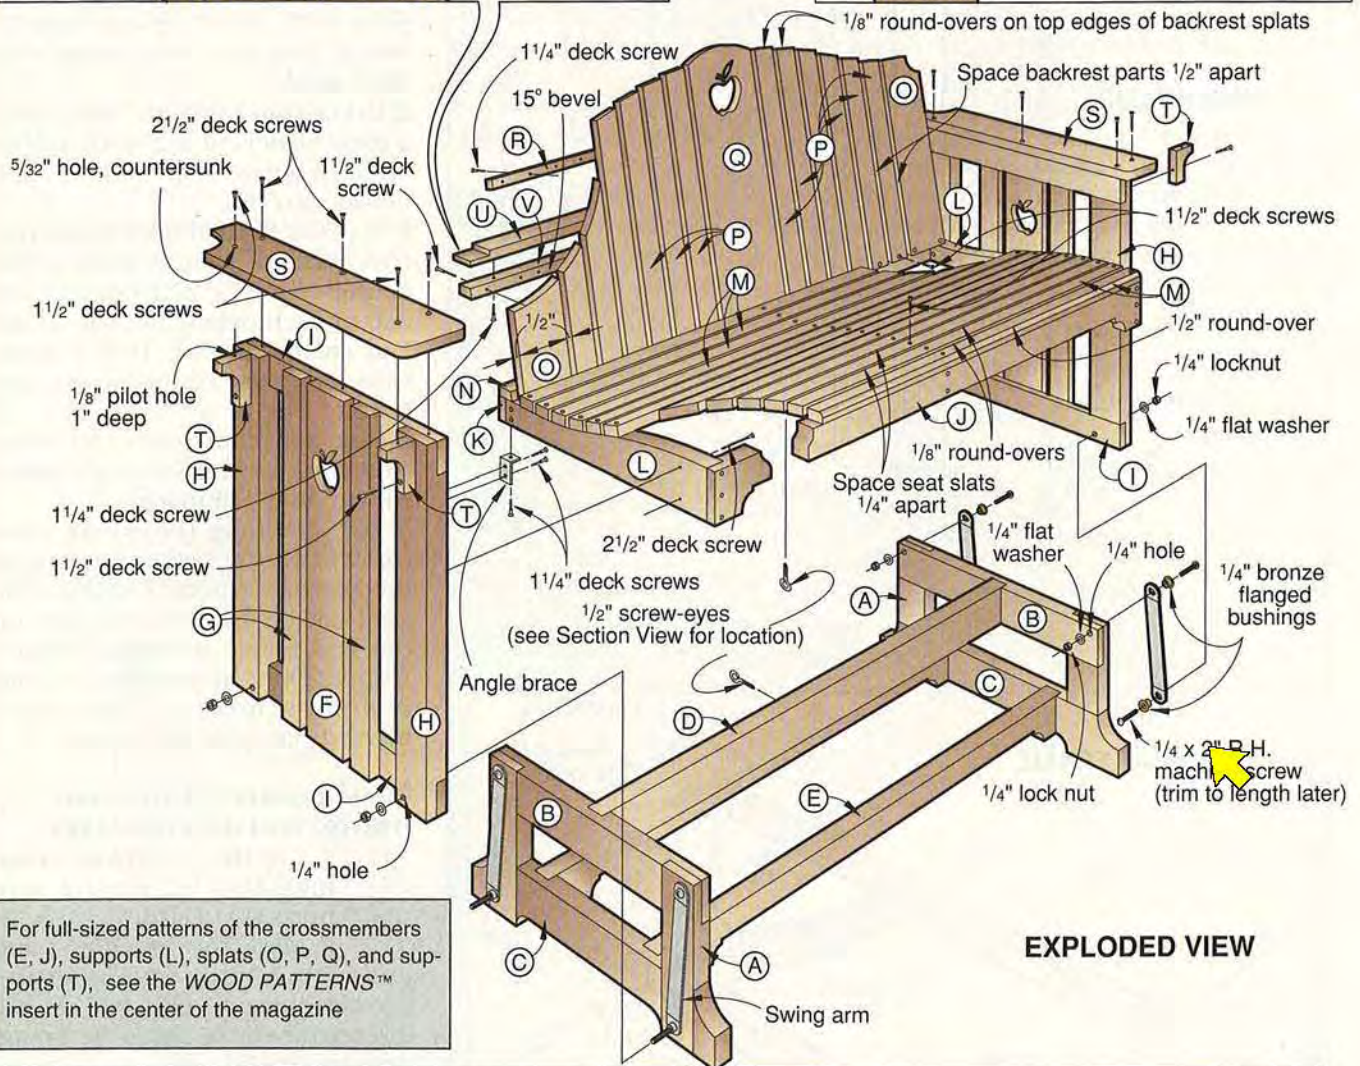 1/8" round-overs on top edges of backrest splats
1 1/4" deck screw
Space backrest parts 1/2" apart
15° bevel
O
S
T
2 1/2" deck screws
R
P
Q
5/32" hole, countersunk
1 1/2" deck
screw
U
V
L
1 1/2" deck screws
P
H
S
M
M
1 1/2" deck screws
1/2"
1/2" round-over
I
O
1/4" locknut
N
1/8" pilot hole
1" deep
K
J
1/4" flat washer
T
H
L
1/8" round-overs
I
Space seat slats
1/4" apart
1 1/4" deck screw
T
2 1/2" deck screw
1/4" flat
washer
1/4" hole
1 1/2" deck screw
1 1/4" deck screws
1/4" bronze
flanged
bushings
1/2" screw-eyes
(see Section View for location)
A
B
G
Angle brace
C
F
H
D
1/4 x 2" R.H.
machine screw
(trim to length later)
I
B
E
1/4" lock nut
1/4" hole
For full-sized patterns of the crossmembers
(E, J), supports (L), splats (O, P, Q), and sup-
ports (T), see the WOOD PATTERNS™
insert in the center of the magazine
EXPLODED VIEW
C
A
Swing arm